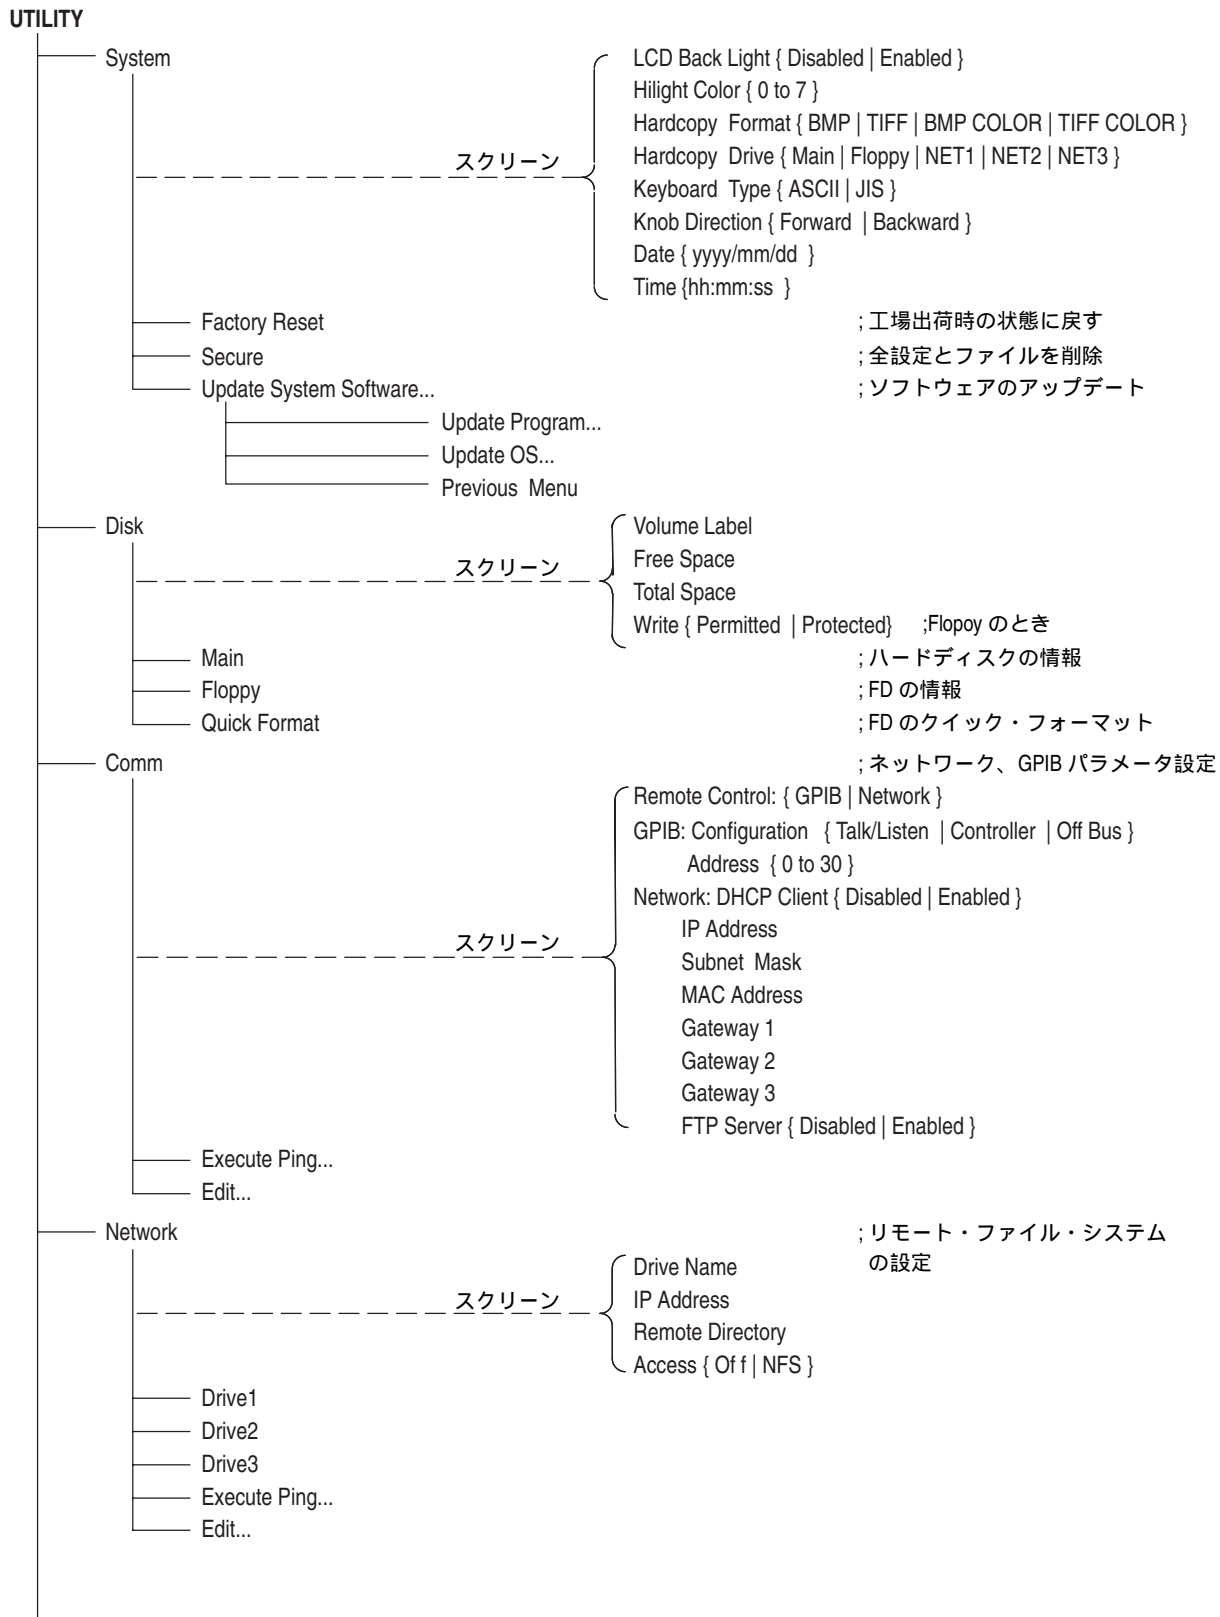 UTILITY
System
LCD Back Light { Disabled | Enabled }
Hilight Color { 0 to 7 }
Hardcopy Format { BMP | TIFF | BMP COLOR | TIFF COLOR }
スクリーン
Hardcopy Drive { Main | Floppy | NET1 | NET2 | NET3 }
Keyboard Type { ASCII | JIS }
Knob Direction { Forward | Backward }
Date { yyyy/mm/dd }
Time {hh:mm:ss }
Factory Reset ; 工場出荷時の状態に戻す
Secure ; 全設定とファイルを削除
Update System Software... ; ソフトウェアのアップデート
Update Program...
Update OS...
Previous Menu
Disk
Volume Label
Free Space
スクリーン
Total Space
Write { Permitted | Protected} ;Flopoy のとき
Main ; ハードディスクの情報
Floppy ; FD の情報
Quick Format ; FD のクイック・フォーマット
Comm ; ネットワーク、GPIB パラメータ設定
Remote Control: { GPIB | Network }
GPIB: Configuration { Talk/Listen | Controller | Off Bus }
Address { 0 to 30 }
Network: DHCP Client { Disabled | Enabled }
IP Address
スクリーン
Subnet Mask
MAC Address
Gateway 1
Gateway 2
Gateway 3
FTP Server { Disabled | Enabled }
Execute Ping...
Edit...
Network ; リモート・ファイル・システム
の設定
Drive Name
スクリーン
IP Address
Remote Directory
Access { Of f | NFS }
Drive1
Drive2
Drive3
Execute Ping...
Edit...